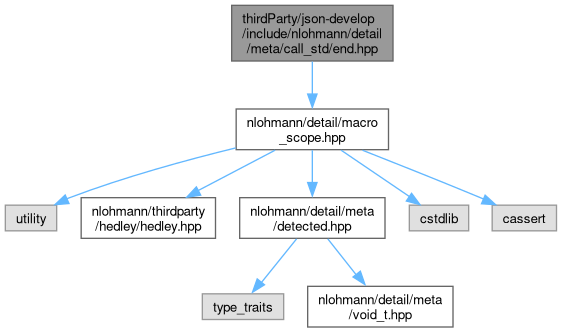 thirdParty/json-develop
/include/nlohmann/detail
/meta/call_std/end.hpp
nlohmann/detail/macro
_scope.hpp
utility
nlohmann/thirdparty
/hedley/hedley.hpp
nlohmann/detail/meta
/detected.hpp
cstdlib
cassert
type_traits
nlohmann/detail/meta
/void_t.hpp